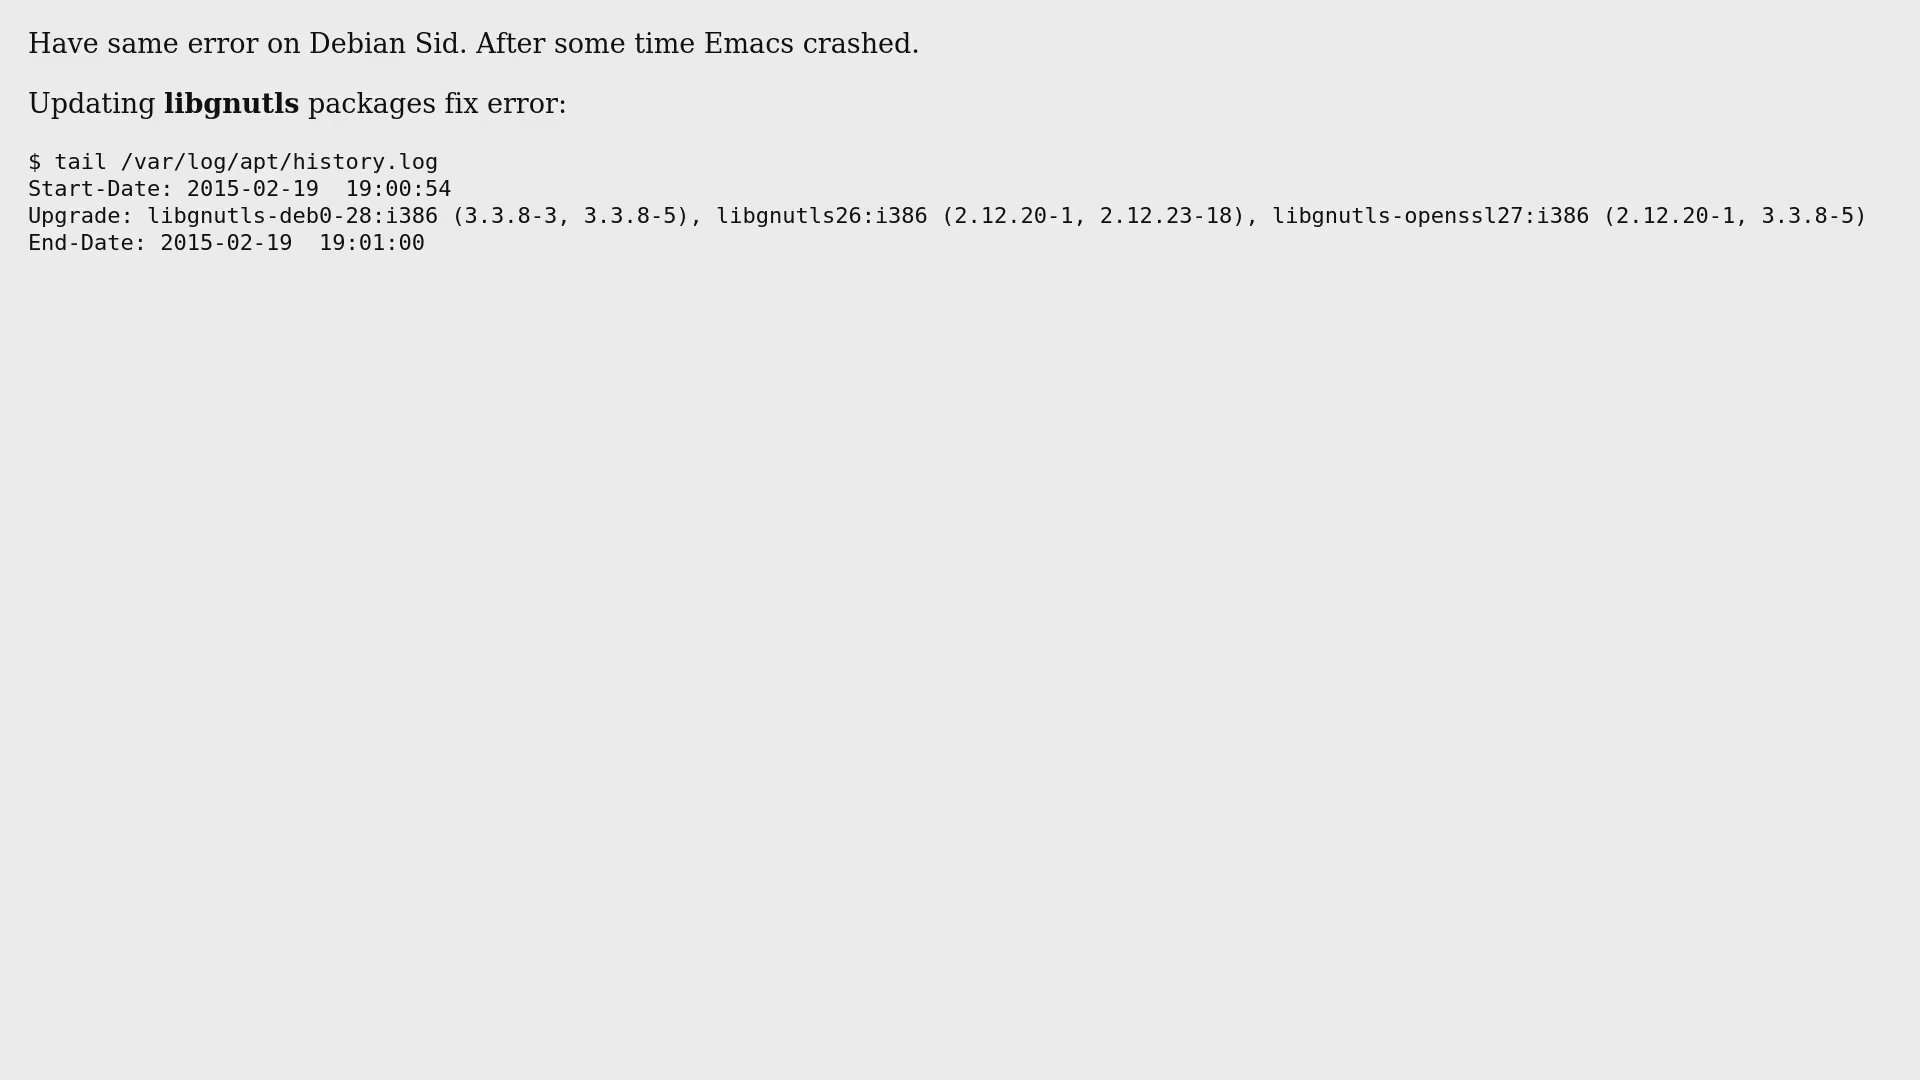 Have same error on Debian Sid. After some time Emacs crashed.
Updating libgnutls packages fix error:
$ tail /var/log/apt/history.log
Start-Date: 2015-02-19  19:00:54
Upgrade: libgnutls-deb0-28:i386 (3.3.8-3, 3.3.8-5), libgnutls26:i386 (2.12.20-1, 2.12.23-18), libgnutls-openssl27:i386 (2.12.20-1, 3.3.8-5)
End-Date: 2015-02-19  19:01:00